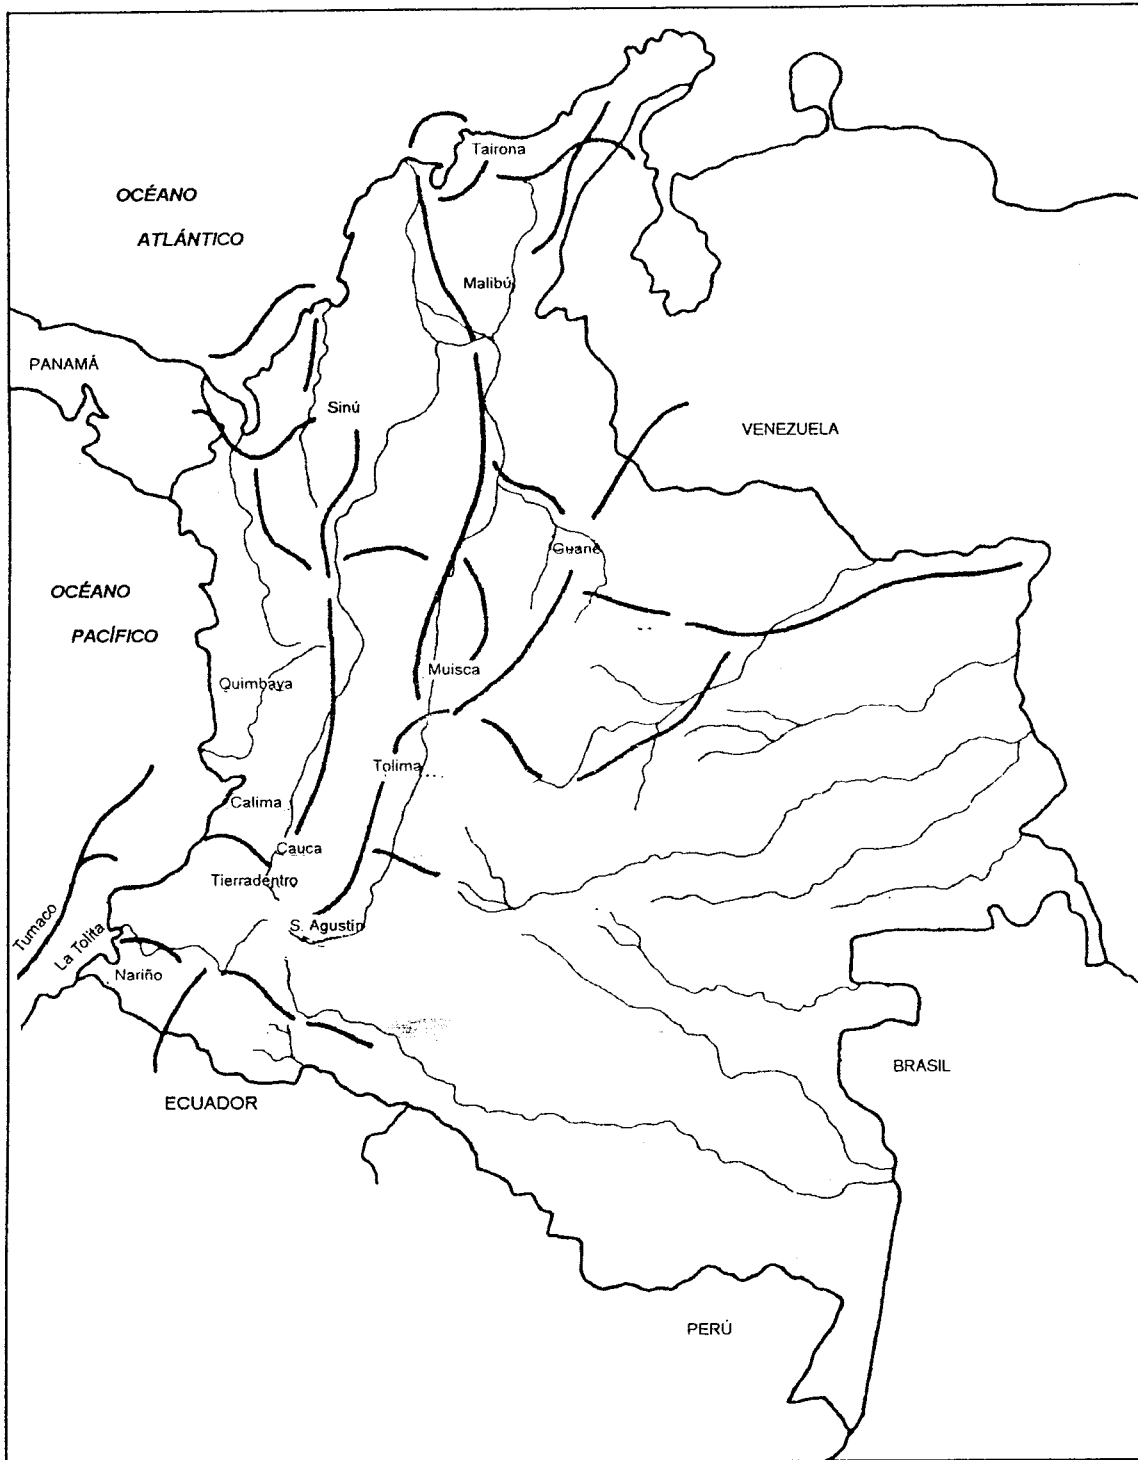 Tairona
OCÉANO
ATLÁNTICO
Malibú
PANAMÁ
Sinú
VENEZUELA
Guane
OCÉANO
PACÍFICO
Muisca
Quimbaya
Tolima
Calima
Cauca
Tierradentro
Tumaco
La Tolita
S. Agustín
Nariño
BRASIL
ECUADOR
PERÚ